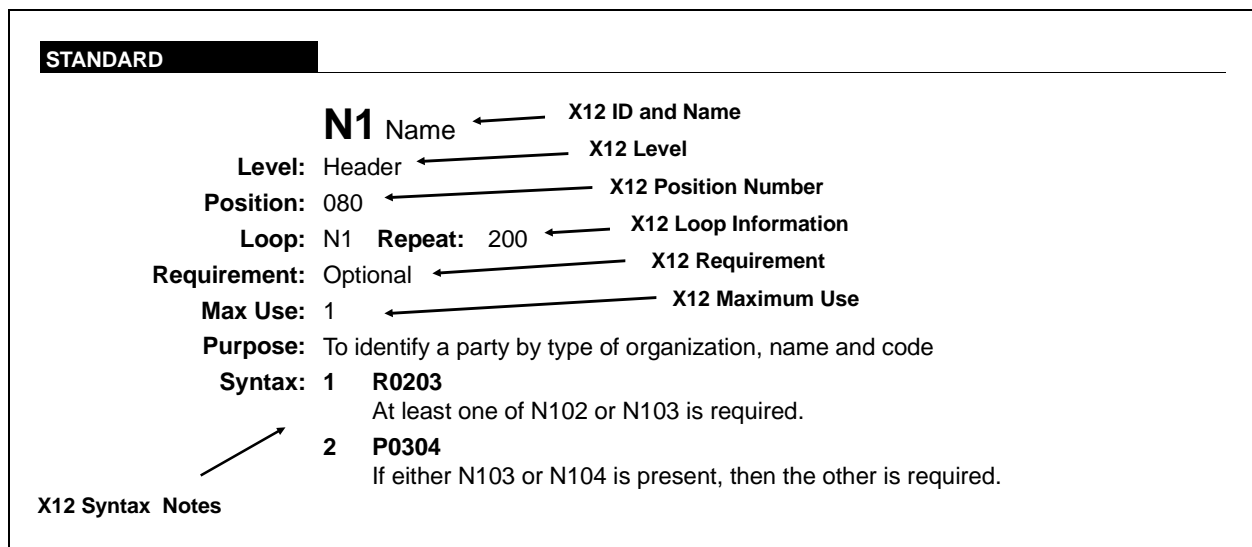 STANDARD
N1 Name X12 ID and Name
Level: Header X12 Level
Position: 080 X12 Position Number
Loop: N1 Repeat: 200 X12 Loop Information
Requirement: Optional X12 Requirement
Max Use: 1 X12 Maximum Use
Purpose: To identify a party by type of organization, name and code
Syntax: 1 R0203
At least one of N102 or N103 is required.
2 P0304
If either N103 or N104 is present, then the other is required.
X12 Syntax Notes